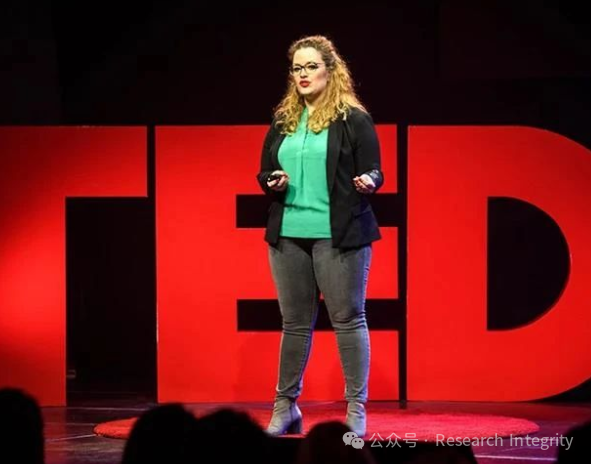 TED
公众号 · Research Integrity